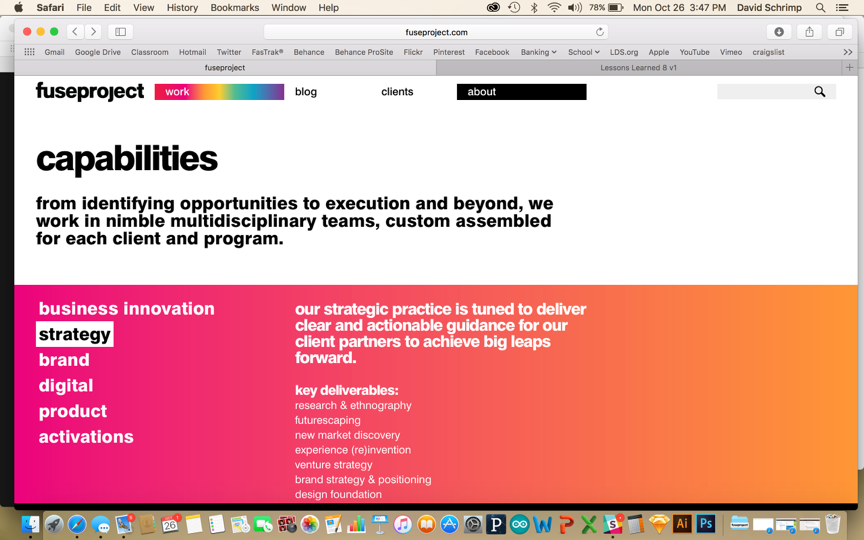 Safari File Edit View History Bookmarks Window Help 78% Mon Oct 26 3:47 PM David Schrimp
fuseproject.com
Gmail Google Drive Classroom Hotmail Twitter FasTrak® Behance Behance ProSite Flickr Pinterest Facebook Banking School LDS.org Apple YouTube Vimeo craigslist
fuseproject Lessons Learned 8 v1
fuseproject work blog clients about
capabilities
from identifying opportunities to execution and beyond, we
work in nimble multidisciplinary teams, custom assembled
for each client and program.
business innovation
strategy
brand
digital
product
activations
our strategic practice is tuned to deliver
clear and actionable guidance for our
client partners to achieve big leaps
forward.
key deliverables:
research & ethnography
futurescaping
new market discovery
experience (re)invention
venture strategy
brand strategy & positioning
design foundation
26
Ai
Ps